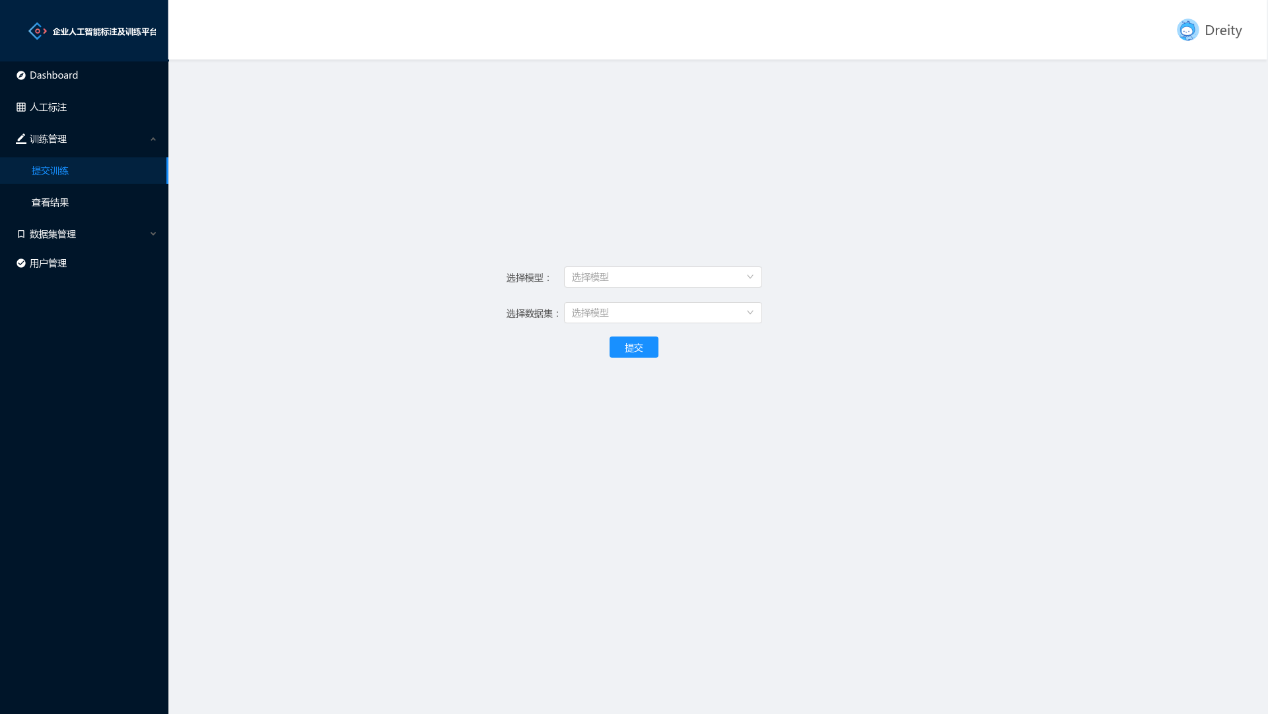 企业人工智能标注及训练平台
Dreity
Dashboard
人工标注
训练管理
提交训练
查看结果
数据集管理
用户管理
选择模型：
选择模型
选择数据集：
选择模型
提交